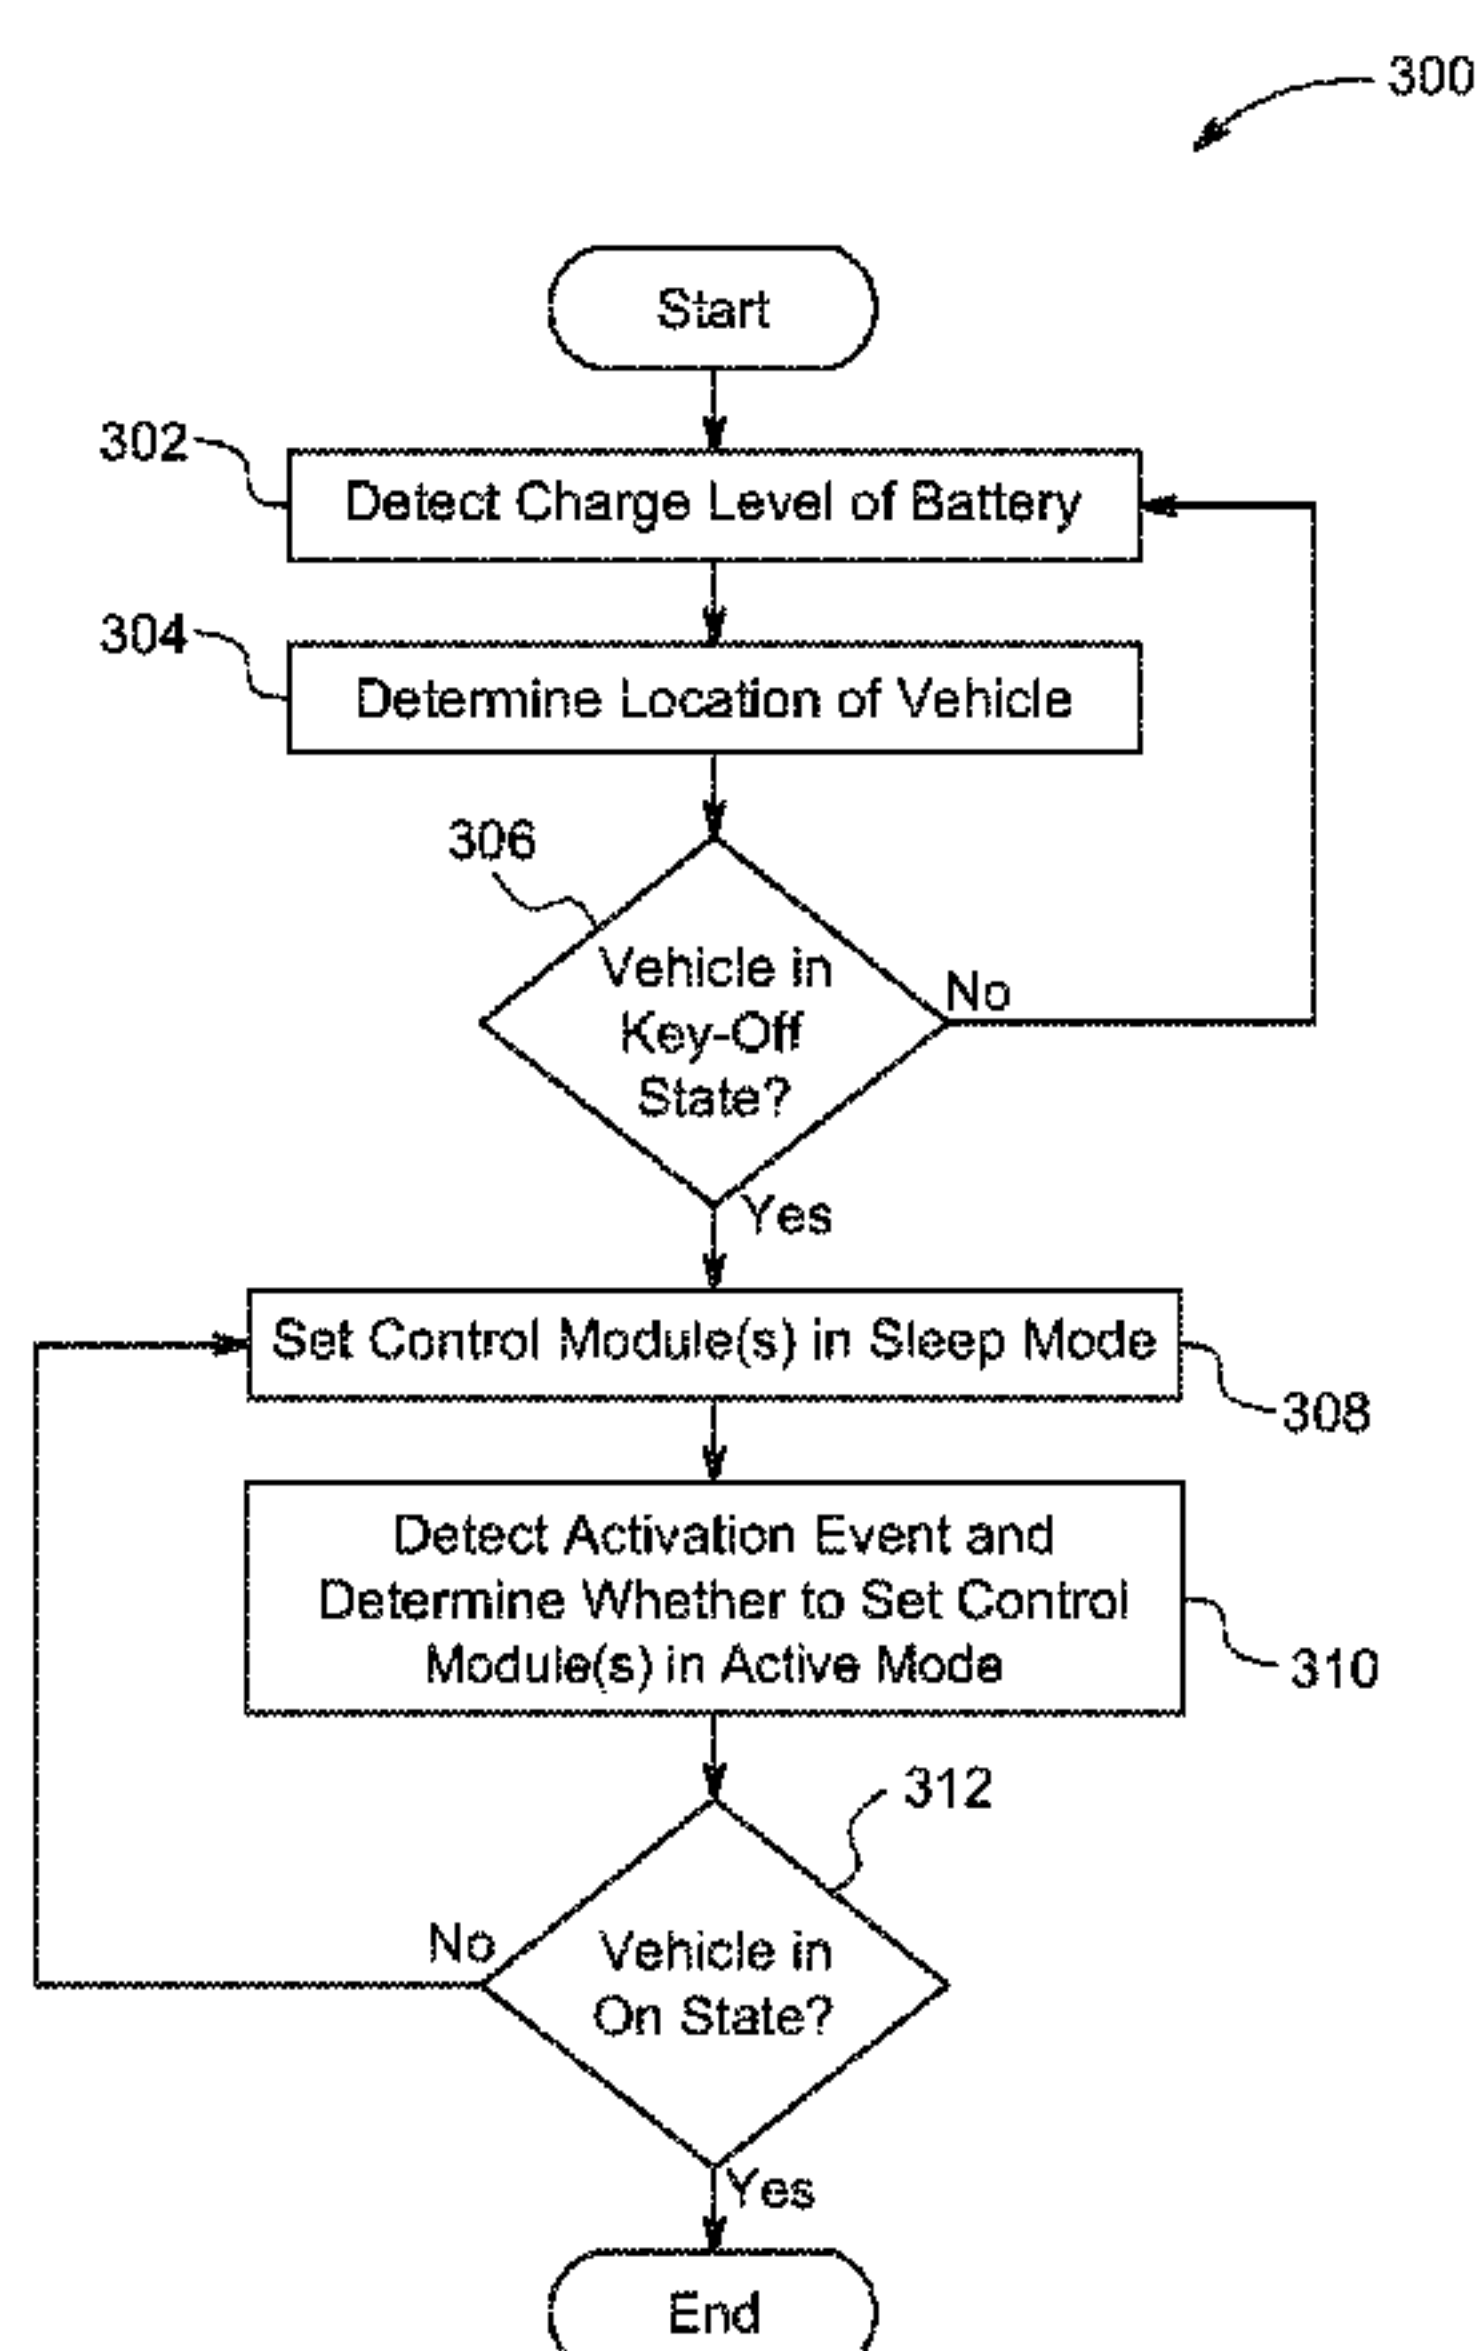 300
Start
302
Detect Charge Level of Battery
304
Determine Location of Vehicle
306
Vehicle in
Key-Off
State?
No
Yes
Set Control Module(s) in Sleep Mode
308
Detect Activation Event and
Determine Whether to Set Control
Module(s) in Active Mode
310
312
No
Vehicle in
On State?
Yes
End